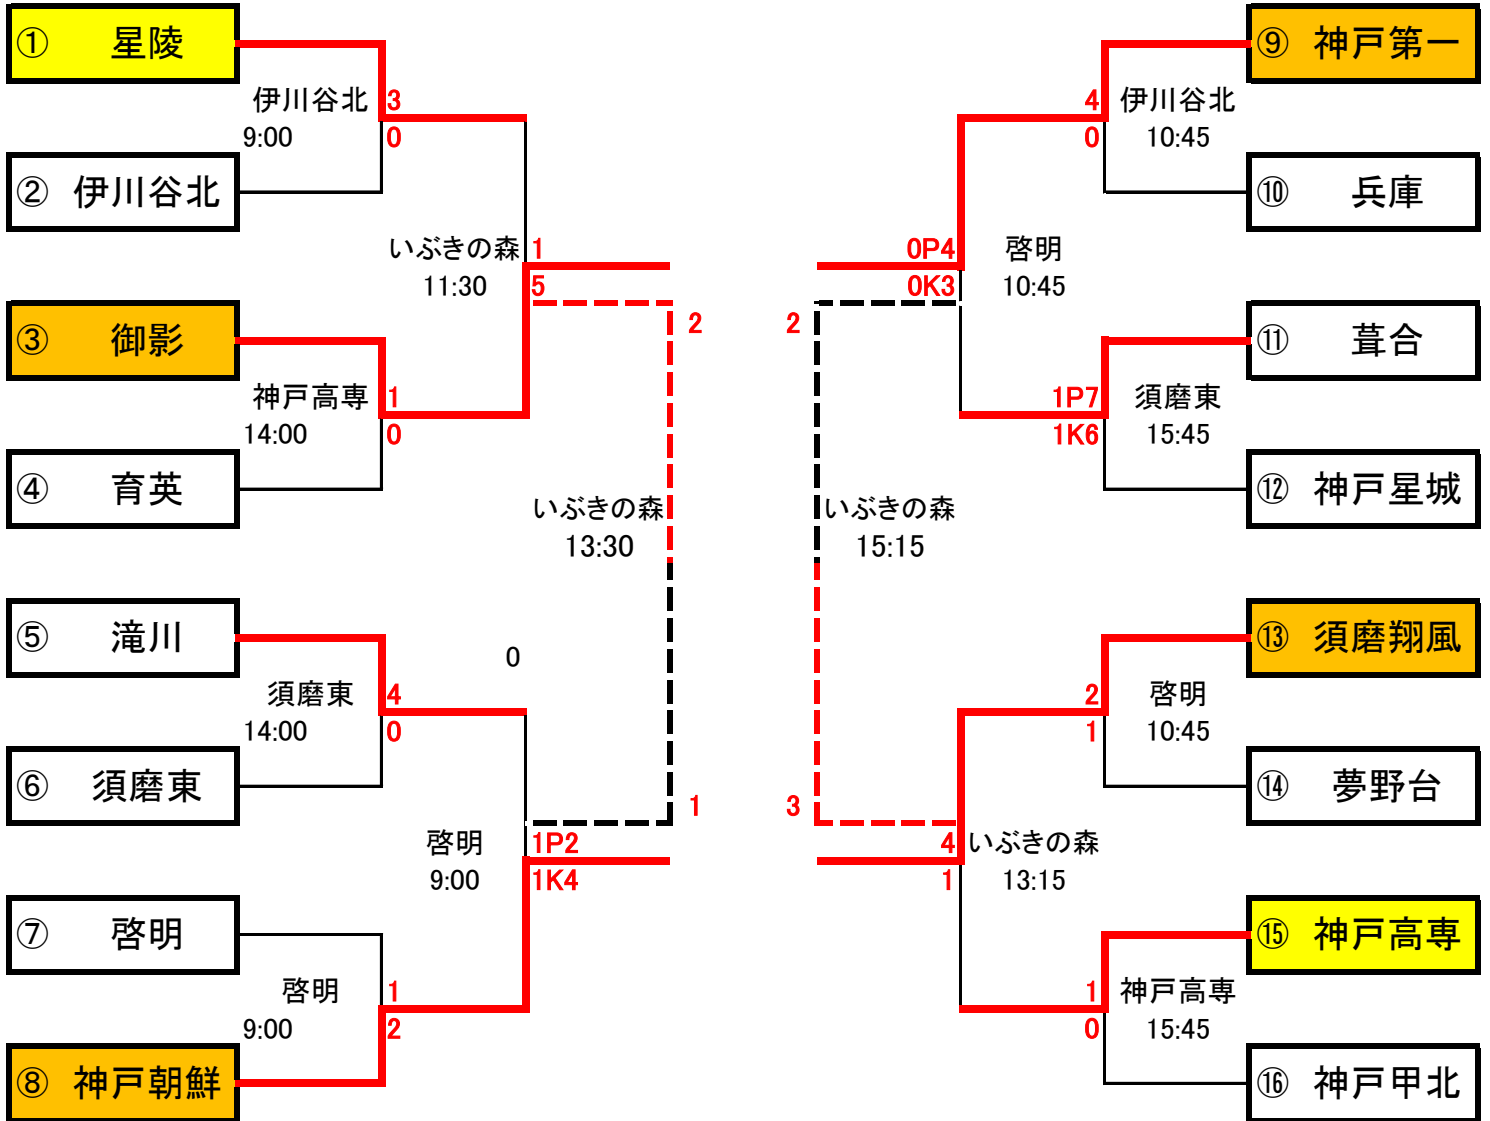 ① 星陵
伊川谷北 3
9:00 0
② 伊川谷北
いぶきの森 1
11:30 5
③ 御影
神戸高専 1
14:00 0
④ 育英
2
いぶきの森
13:30
1
⑤ 滝川
0
須磨東 4
14:00 0
⑥ 須磨東
啓明 1P2
9:00 1K4
⑦ 啓明
啓明 1
9:00 2
⑧ 神戸朝鮮
⑨ 神戸第一
4 伊川谷北
0 10:45
⑩ 兵庫
0P4 啓明
0K3 10:45
⑪ 葺合
1P7 須磨東
1K6 15:45
⑫ 神戸星城
2
いぶきの森
15:15
3
⑬ 須磨翔風
2 啓明
1 10:45
⑭ 夢野台
4 いぶきの森
1 13:15
⑮ 神戸高専
1 神戸高専
0 15:45
⑯ 神戸甲北